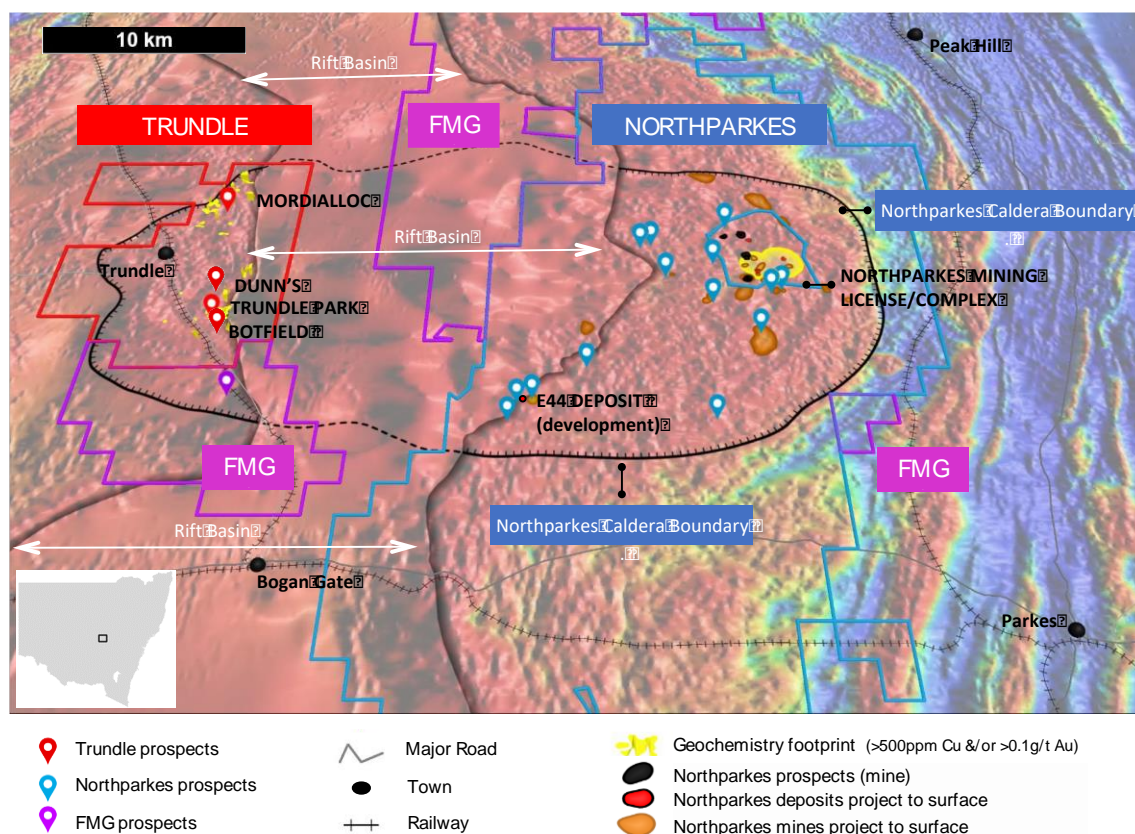 10 km
Peak Hill
Rift Basin
TRUNDLE
FMG
NORTHPARKES
MORDIALLOC
Northparkes Caldera Boundary
.
Rift Basin
Trundle
NORTHPARKES MINING
LICENSE/COMPLEX
DUNN'S
TRUNDLE PARK
BOTFIELD
E44 DEPOSIT
(development)
FMG
FMG
Northparkes Caldera Boundary
.
Rift Basin
Bogan Gate
Parkes
Trundle prospects
Northparkes prospects
FMG prospects
Major Road
Town
Railway
Geochemistry footprint (>500ppm Cu &/or >0.1g/t Au)
Northparkes prospects (mine)
Northparkes deposits project to surface
Northparkes mines project to surface